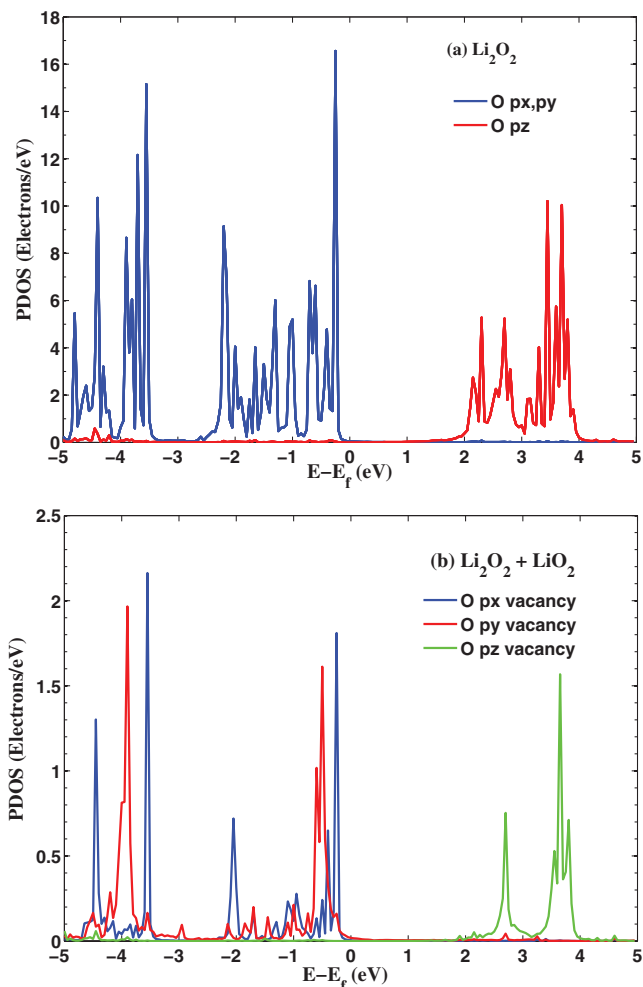 18
16
14
12
10
8
6
4
2
0
PDOS (Electrons/eV)
(a) Li₂O₂
O px,py
O pz
−5 −4 −3 −2 −1 0 1 2 3 4 5
E−E_f (eV)
2.5
2
1.5
1
0.5
0
PDOS (Electrons/eV)
(b) Li₂O₂ + LiO₂
O px vacancy
O py vacancy
O pz vacancy
−5 −4 −3 −2 −1 0 1 2 3 4 5
E−E_f (eV)